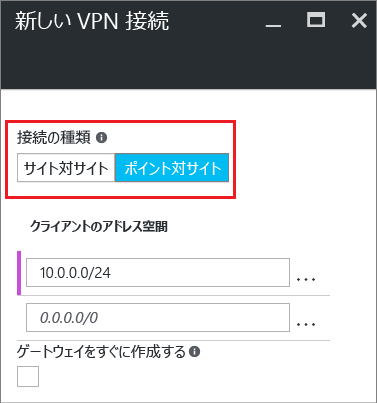 新しい VPN 接続
接続の種類
サイト対サイト ポイント対サイト
クライアントのアドレス空間
10.0.0.0/24 ...
0.0.0.0/0 ...
ゲートウェイをすぐに作成する